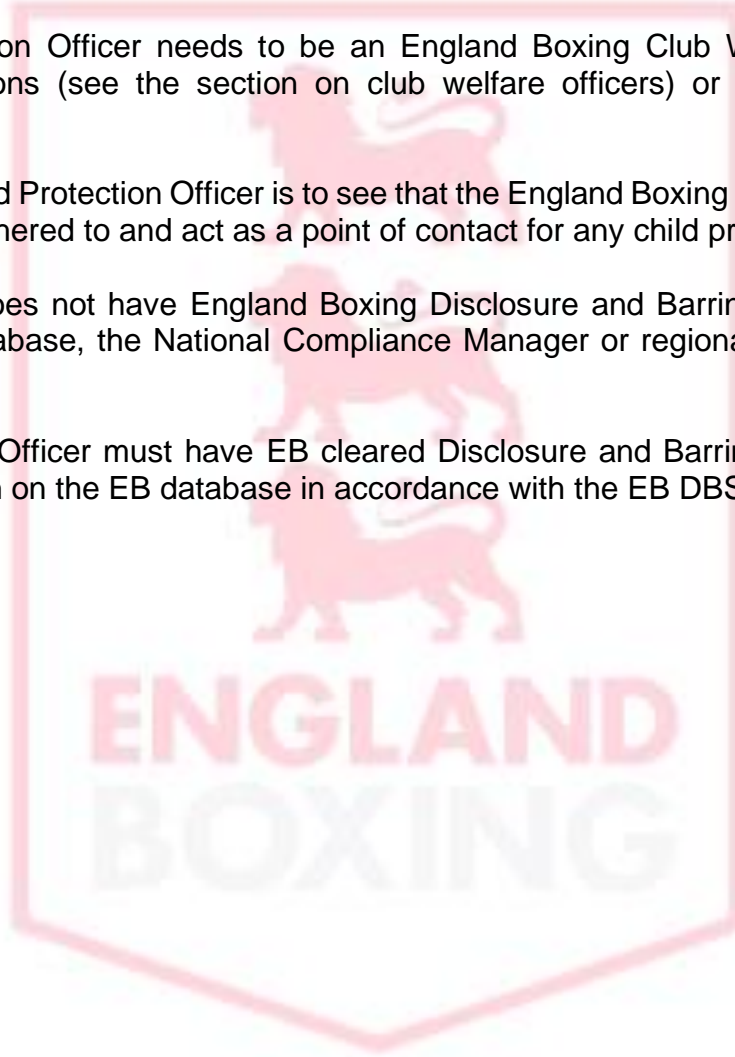 on Officer needs to be an England Boxing Club W
ons (see the section on club welfare officers) or
d Protection Officer is to see that the England Boxing
hered to and act as a point of contact for any child pr
oes not have England Boxing Disclosure and Barrin
abase, the National Compliance Manager or regiona
Officer must have EB cleared Disclosure and Barrin
n on the EB database in accordance with the EB DBS
ENGLAND
BOXING